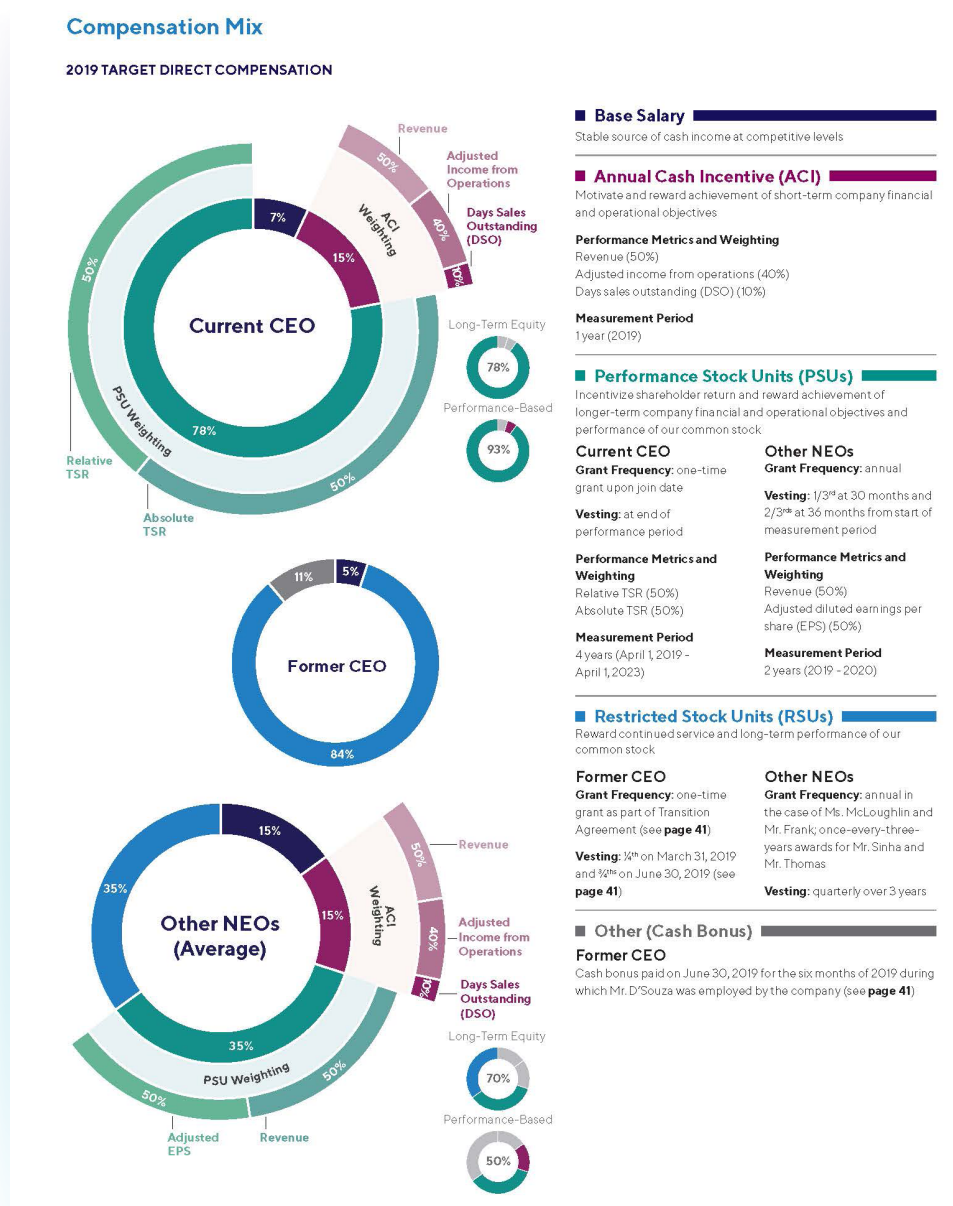 Compensation Mix
2019 TARGET DIRECT COMPENSATION
Revenue
50%
Adjusted
Income from
Operations
40%
Days Sales
Outstanding
(DSO)
10%
ACI
Weighting
7%
15%
50%
Current CEO
78%
PSU Weighting
50%
Relative
TSR
Absolute
TSR
Long-Term Equity
78%
Performance-Based
93%
11%
5%
Former CEO
84%
15%
35%
15%
Other NEOs
(Average)
35%
ACI
Weighting
50%
Revenue
40%
Adjusted
Income from
Operations
10%
Days Sales
Outstanding
(DSO)
PSU Weighting
50%
50%
Adjusted
EPS
Revenue
Long-Term Equity
70%
Performance-Based
50%
Base Salary
Stable source of cash income at competitive levels
Annual Cash Incentive (ACI)
Motivate and reward achievement of short-term company financial
and operational objectives
Performance Metrics and Weighting
Revenue (50%)
Adjusted income from operations (40%)
Days sales outstanding (DSO) (10%)
Measurement Period
1 year (2019)
Performance Stock Units (PSUs)
Incentivize shareholder return and reward achievement of
longer-term company financial and operational objectives and
performance of our common stock
Current CEO
Grant Frequency: one-time
grant upon join date
Vesting: at end of
performance period
Performance Metrics and
Weighting
Relative TSR (50%)
Absolute TSR (50%)
Measurement Period
4 years (April 1, 2019 -
April 1, 2023)
Other NEOs
Grant Frequency: annual
Vesting: 1/3rd at 30 months and
2/3rds at 36 months from start of
measurement period
Performance Metrics and
Weighting
Revenue (50%)
Adjusted diluted earnings per
share (EPS) (50%)
Measurement Period
2 years (2019 - 2020)
Restricted Stock Units (RSUs)
Reward continued service and long-term performance of our
common stock
Former CEO
Grant Frequency: one-time
grant as part of Transition
Agreement (see page 41)
Vesting: ¼th on March 31, 2019
and ¾ths on June 30, 2019 (see
page 41)
Other NEOs
Grant Frequency: annual in
the case of Ms. McLoughlin and
Mr. Frank; once-every-three-
years awards for Mr. Sinha and
Mr. Thomas
Vesting: quarterly over 3 years
Other (Cash Bonus)
Former CEO
Cash bonus paid on June 30, 2019 for the six months of 2019 during
which Mr. D'Souza was employed by the company (see page 41)